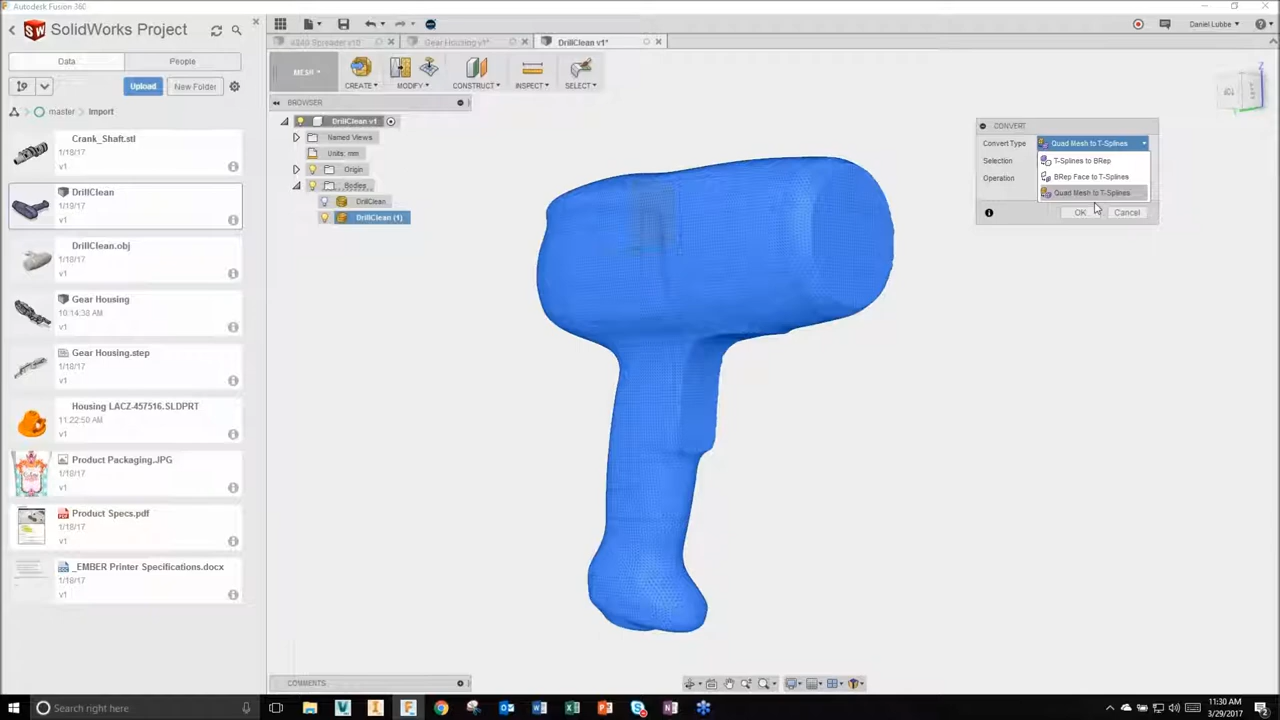 Autodesk Fusion 360
SolidWorks Project
Daniel Lubbe
Data
People
Upload
New Folder
master
Import
Crank_Shaft.stl
1/18/17
v1
DrillClean
1/19/17
v1
DrillClean.obj
1/18/17
v1
Gear Housing
10:14:38 AM
v1
Gear Housing.step
1/18/17
v1
Housing LACZ-457516.SLDPRT
11:22:50 AM
v1
Product Packaging.JPG
1/18/17
v1
Product Specs.pdf
1/18/17
v1
_EMBER Printer Specifications.docx
v1
Gear Housing v1*
DrillClean v1*
MESH
CREATE
MODIFY
CONSTRUCT
INSPECT
SELECT
BROWSER
DrillClean v1
Named Views
Units: mm
Origin
Bodies
DrillClean
DrillClean (1)
CONVERT
Convert Type
Quad Mesh to T-Splines
Selection
T-Splines to BRep
Operation
BRep Face to T-Splines
Quad Mesh to T-Splines
OK
Cancel
Z
COMMENTS
Search right here
11:30 AM
3/29/2017